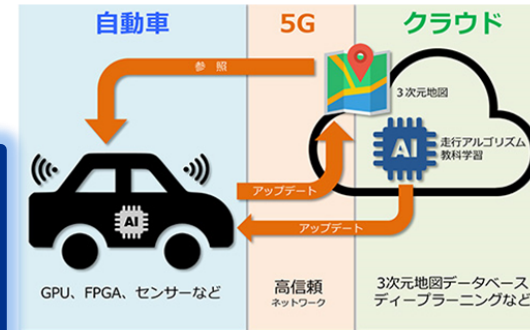 自動車
5G
クラウド
参 照
3次元地図
AI
走行アルゴリズム
教科学習
アップデート
AI
アップデート
GPU、FPGA、センサーなど
高信頼
ネットワーク
3次元地図データベース
ディープラーニングなど